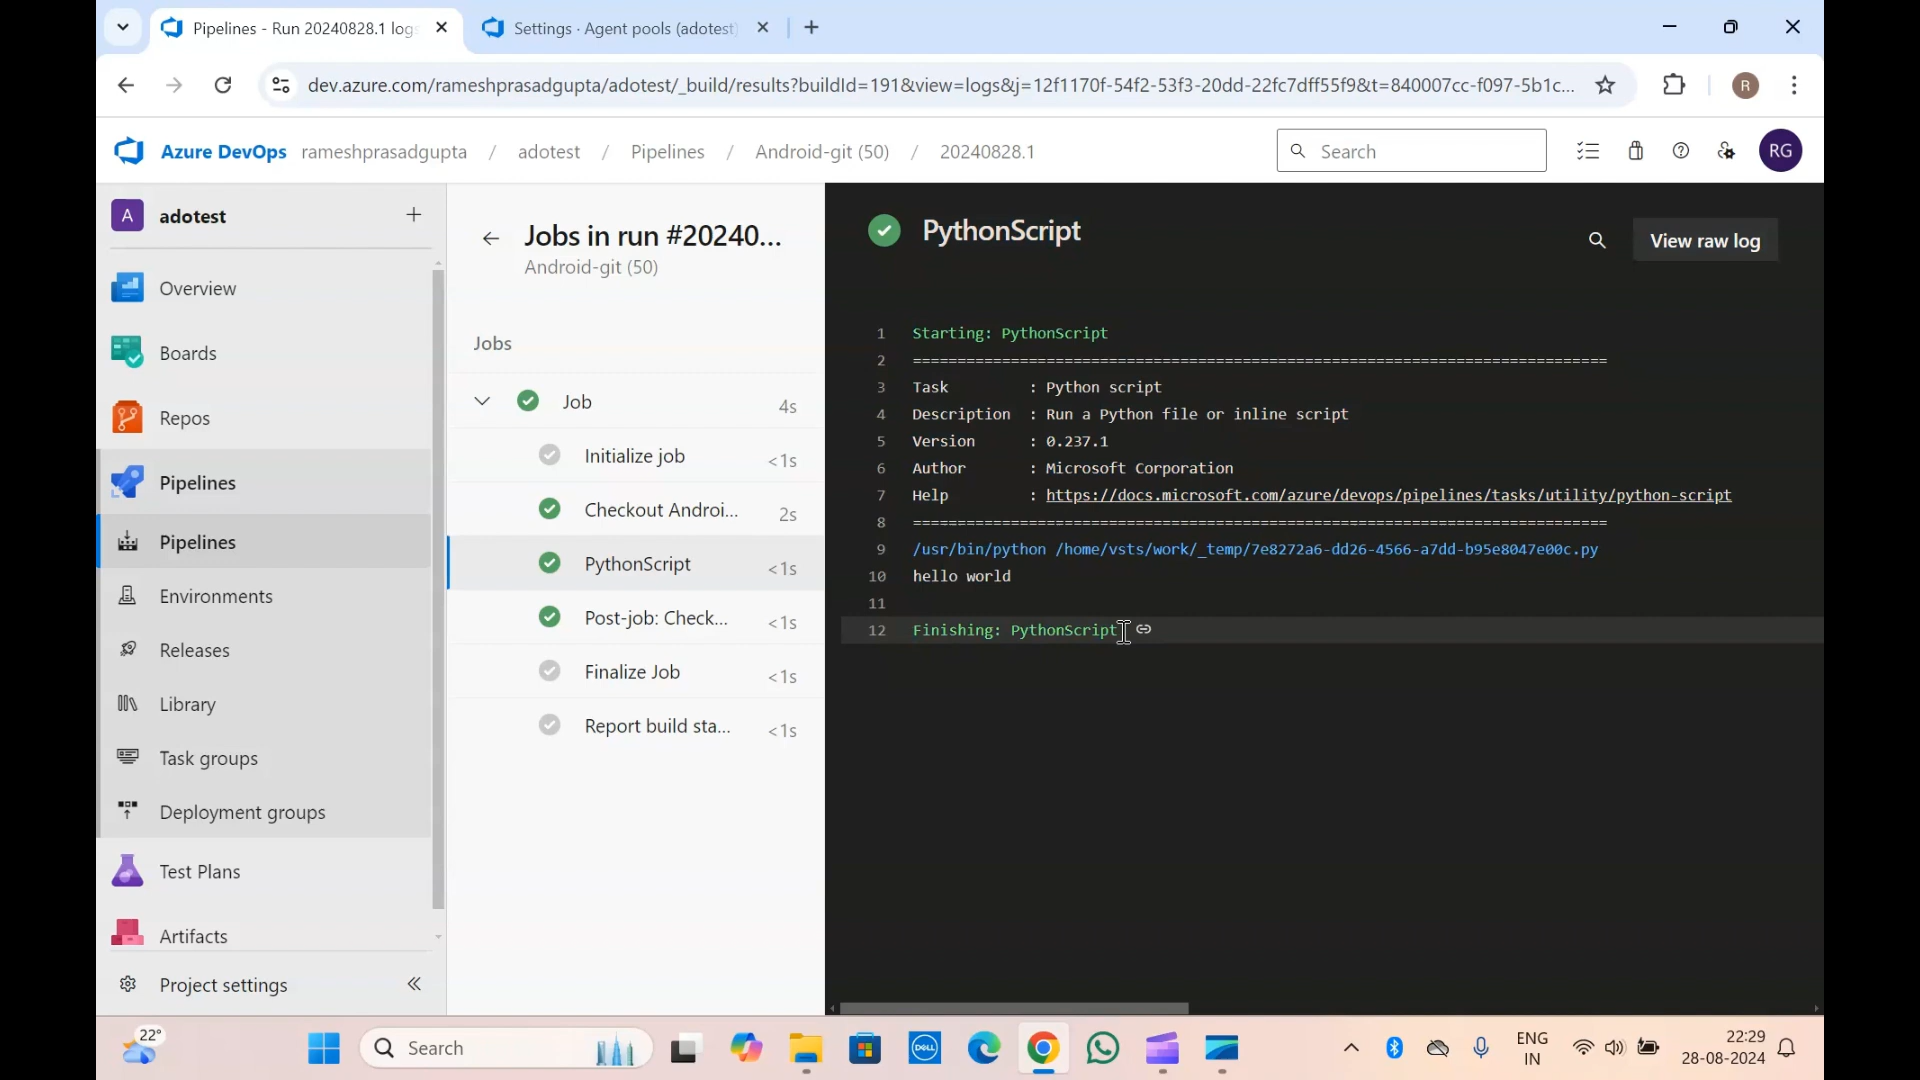 Pipelines - Run 20240828.1 log
Settings · Agent pools (adotest
dev.azure.com/rameshprasadgupta/adotest/_build/results?buildId=191&view=logs&j=12f1170f-54f2-53f3-20dd-22fc7dff55f9&t=840007cc-f097-5b1c...
R
Azure DevOps rameshprasadgupta / adotest / Pipelines / Android-git (50) / 20240828.1
Search
RG
A adotest
Overview
Boards
Repos
Pipelines
Pipelines
Environments
Releases
Library
Task groups
Deployment groups
Test Plans
Artifacts
Project settings
Jobs in run #20240...
Android-git (50)
Jobs
Job 4s
Initialize job <1s
Checkout Androi... 2s
PythonScript <1s
Post-job: Check... <1s
Finalize Job <1s
Report build sta... <1s
PythonScript
View raw log
1 Starting: PythonScript
2 ==============================================================================
3 Task : Python script
4 Description : Run a Python file or inline script
5 Version : 0.237.1
6 Author : Microsoft Corporation
7 Help : https://docs.microsoft.com/azure/devops/pipelines/tasks/utility/python-script
8 ==============================================================================
9 /usr/bin/python /home/vsts/work/_temp/7e8272a6-dd26-4566-a7dd-b95e8047e00c.py
10 hello world
11
12 Finishing: PythonScript
22°
Search
DELL
ENG
IN
22:29
28-08-2024